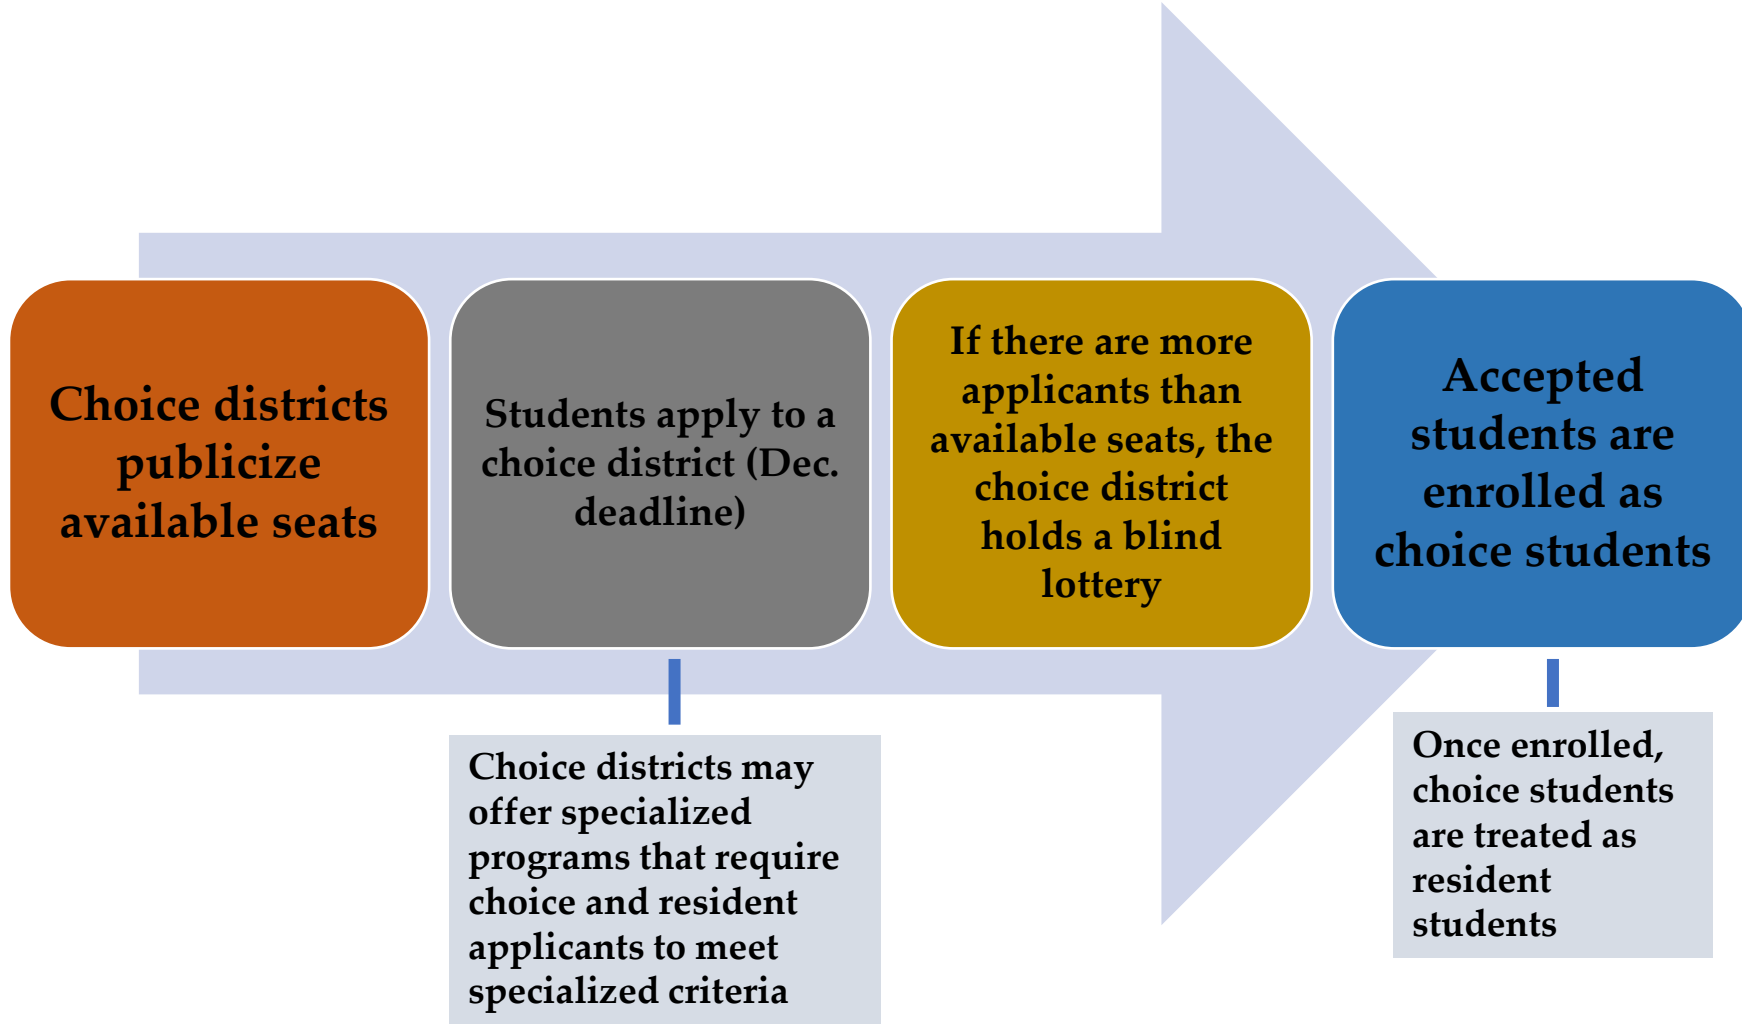 Choice districts
publicize
available seats
Students apply to a
choice district (Dec.
deadline)
If there are more
applicants than
available seats, the
choice district
holds a blind
lottery
Accepted
students are
enrolled as
choice students
Choice districts may
offer specialized
programs that require
choice and resident
applicants to meet
specialized criteria
Once enrolled,
choice students
are treated as
resident
students